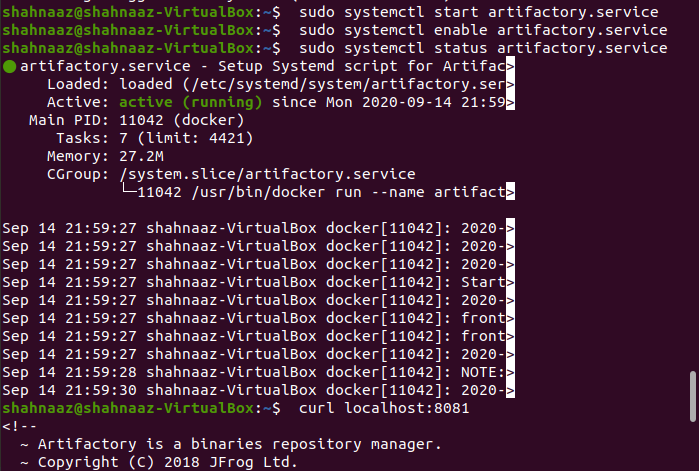 shahnaaz@shahnaaz-VirtualBox:~$  sudo systemctl start artifactory.service
shahnaaz@shahnaaz-VirtualBox:~$  sudo systemctl enable artifactory.service
shahnaaz@shahnaaz-VirtualBox:~$  sudo systemctl status artifactory.service
● artifactory.service - Setup Systemd script for Artifac>
     Loaded: loaded (/etc/systemd/system/artifactory.ser>
     Active: active (running) since Mon 2020-09-14 21:59>
   Main PID: 11042 (docker)
      Tasks: 7 (limit: 4421)
     Memory: 27.2M
     CGroup: /system.slice/artifactory.service
             └─11042 /usr/bin/docker run --name artifact>

Sep 14 21:59:27 shahnaaz-VirtualBox docker[11042]: 2020->
Sep 14 21:59:27 shahnaaz-VirtualBox docker[11042]: 2020->
Sep 14 21:59:27 shahnaaz-VirtualBox docker[11042]: 2020->
Sep 14 21:59:27 shahnaaz-VirtualBox docker[11042]: Start>
Sep 14 21:59:27 shahnaaz-VirtualBox docker[11042]: 2020->
Sep 14 21:59:27 shahnaaz-VirtualBox docker[11042]: front>
Sep 14 21:59:27 shahnaaz-VirtualBox docker[11042]: front>
Sep 14 21:59:27 shahnaaz-VirtualBox docker[11042]: 2020->
Sep 14 21:59:28 shahnaaz-VirtualBox docker[11042]: NOTE:>
Sep 14 21:59:30 shahnaaz-VirtualBox docker[11042]: 2020->
shahnaaz@shahnaaz-VirtualBox:~$  curl localhost:8081
<!--
  ~ Artifactory is a binaries repository manager.
  ~ Copyright (C) 2018 JFrog Ltd.